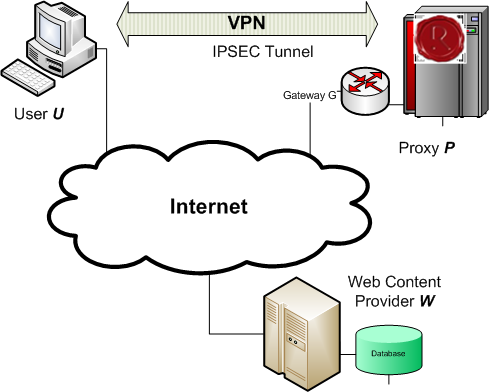 VPN
IPSEC Tunnel
R
User U
Gateway G
Proxy P
Internet
Web Content
Provider W
Database